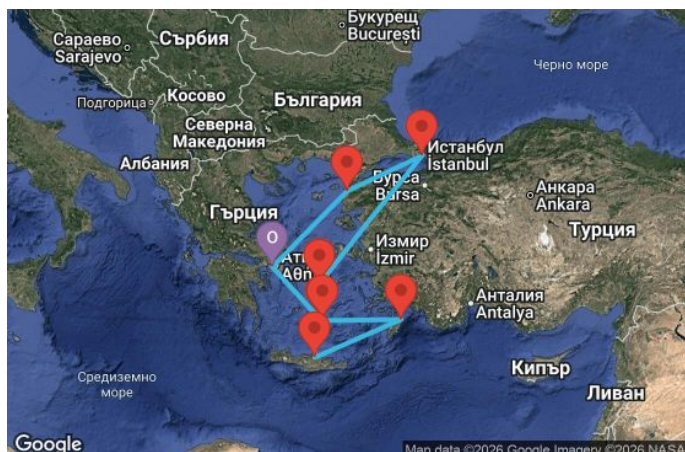 Букурещ
București
Сараево
Sarajevo
Сърбия
Черно море
Подгорица
Косово
България
Северна
Македония
Истанбул
İstanbul
Албания
Бурса
Bursa
Анкара
Ankara
Гърция
Турция
O
Измир
İzmir
Αθή
Анталия
Antalya
Кипър
Средиземно
море
Ливан
Google
Map data ©2026 Google Imagery ©2026 NASA